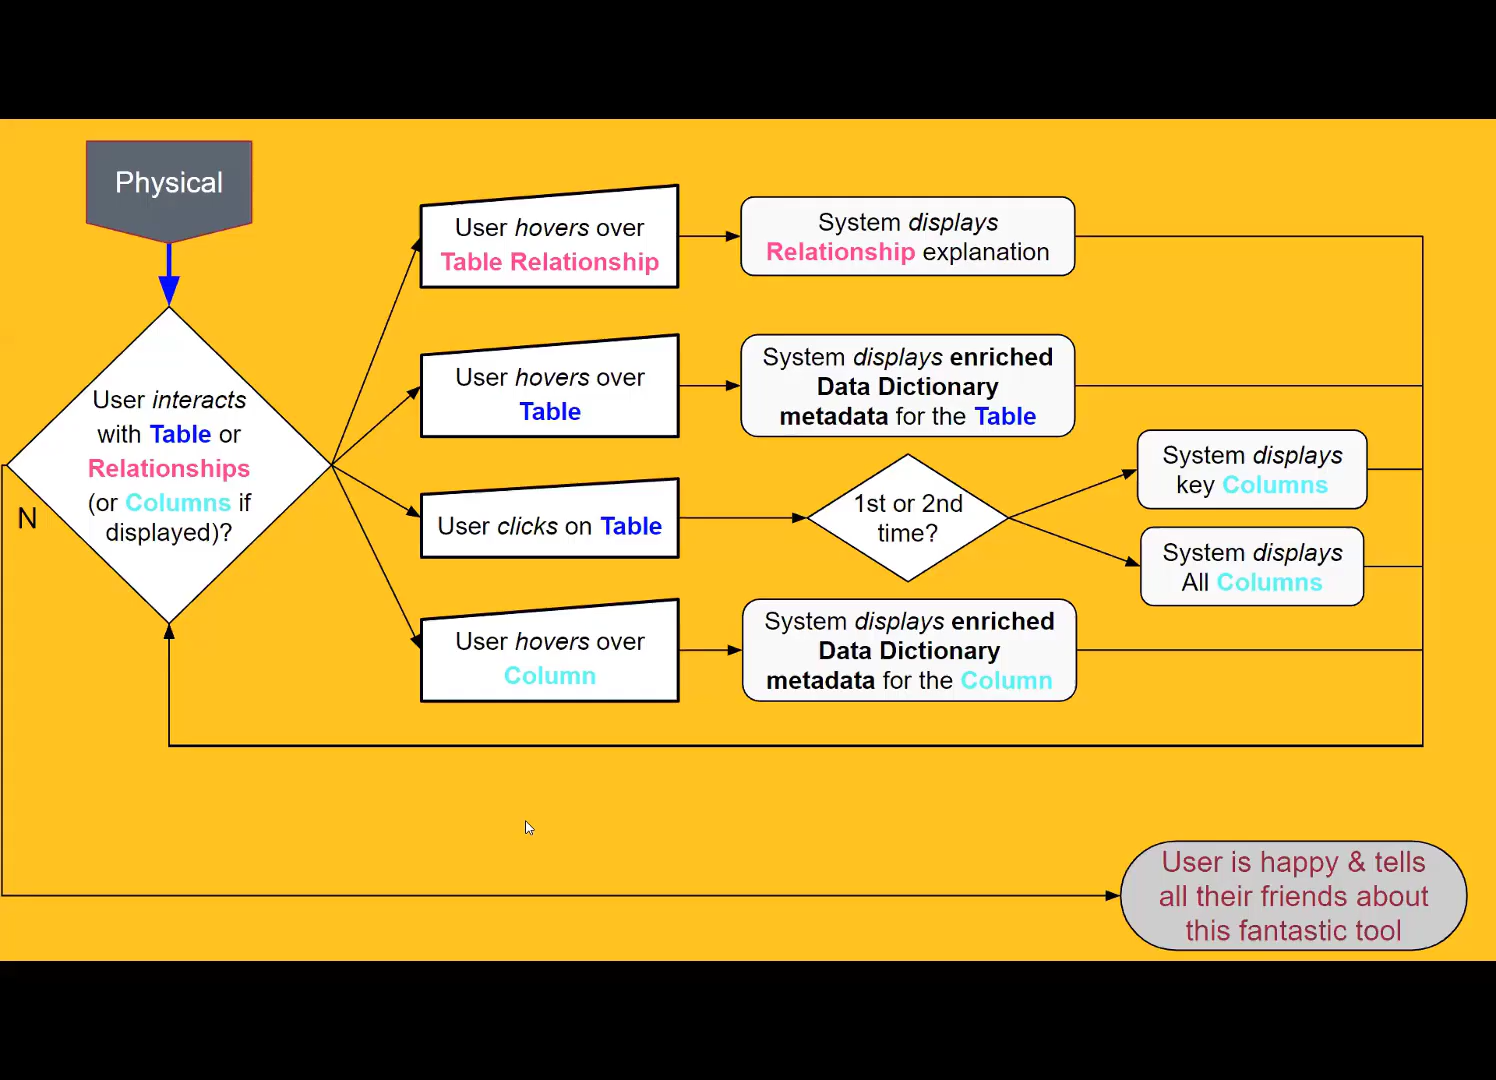 Physical
User interacts
with Table or
Relationships
(or Columns if
displayed)?
N
User hovers over
Table Relationship
System displays
Relationship explanation
User hovers over
Table
System displays enriched
Data Dictionary
metadata for the Table
User clicks on Table
1st or 2nd
time?
System displays
key Columns
System displays
All Columns
User hovers over
Column
System displays enriched
Data Dictionary
metadata for the Column
User is happy & tells
all their friends about
this fantastic tool